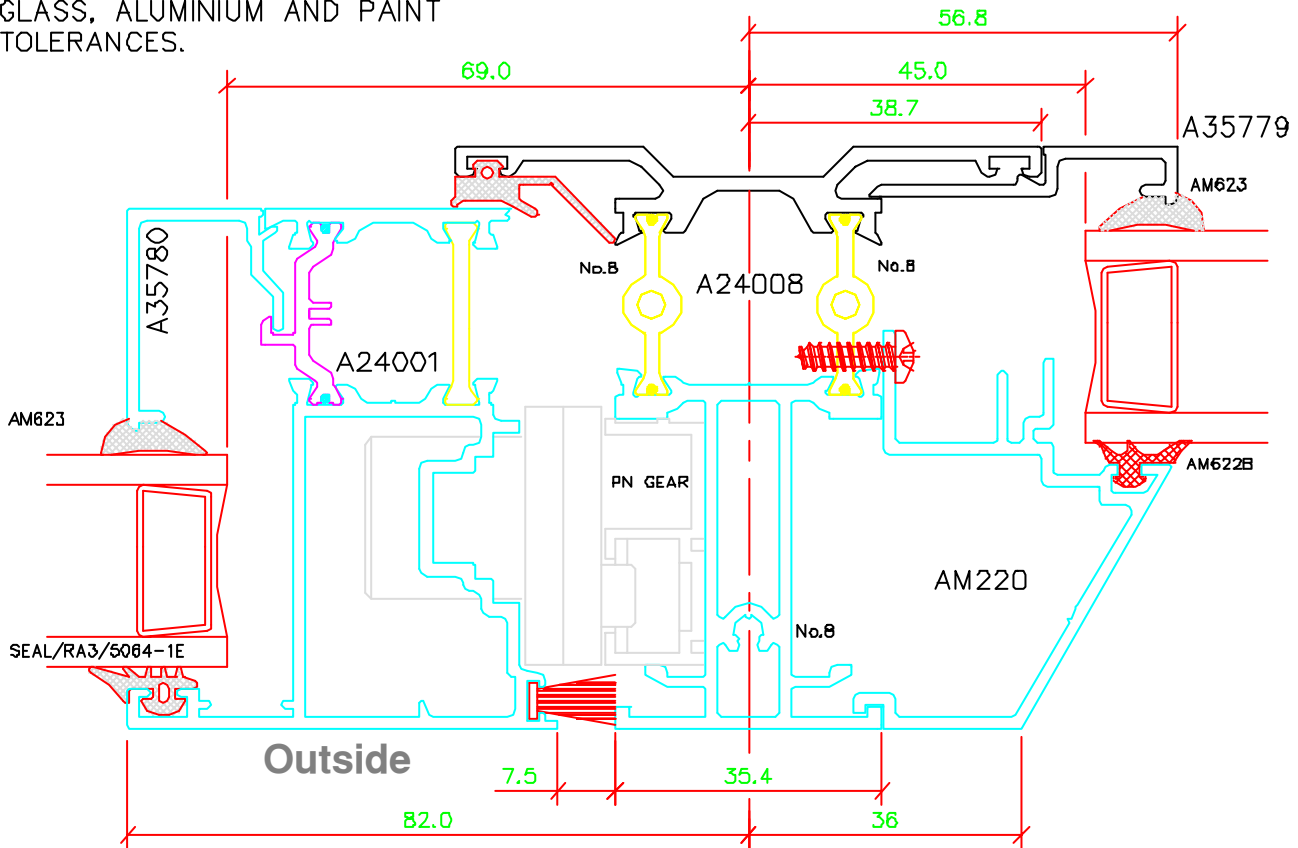 GLASS, ALUMINIUM AND PAINT
TOLERANCES.
56.8
69.0
45.0
38.7
A35779
AM623
A35780
No.8
A24008
No.8
A24001
AM623
PN GEAR
AM622B
AM220
No.8
SEAL/RA3/5064-1E
Outside
7.5
35.4
82.0
36